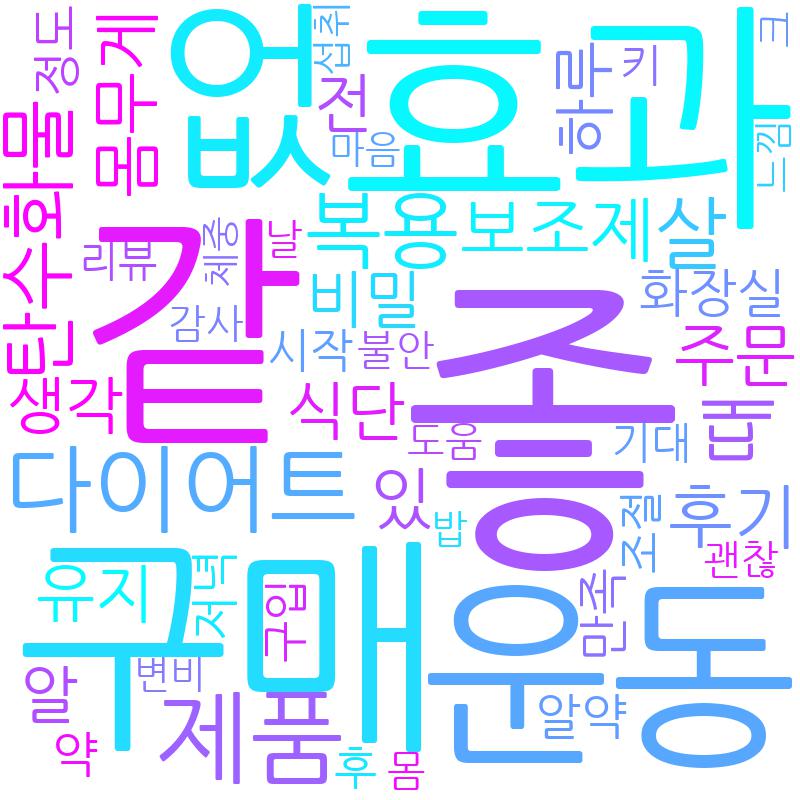 정도
몸무게
없
섭취
전
마음
효과
하루
키
크
느낌
탄수화물
리뷰
체중
날
복용
보조제
살
같
감사
비밀
시작
불안
좋
화장실
주문
생각
식단
도움
기대
때
다이어트
있
밥
조절
후기
괜찮
유지
저녁
구매
구입
운동
만족
알
변비
약
제품
후
몸
알약